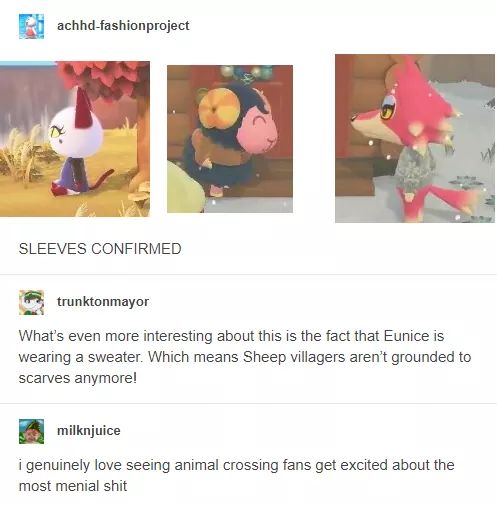 achhd-fashionproject
SLEEVES CONFIRMED
trunktonmayor
What's even more interesting about this is the fact that Eunice is
wearing a sweater. Which means Sheep villagers aren't grounded to
scarves anymore!
milknjuice
i genuinely love seeing animal crossing fans get excited about the
most menial shit